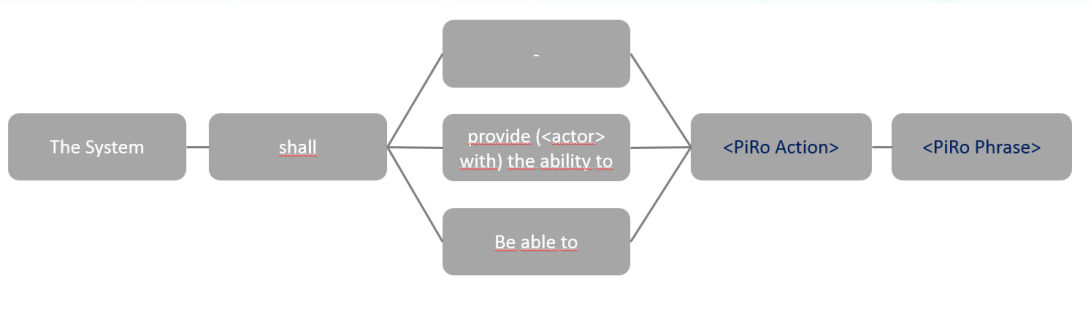 The System
shall
-
provide (<actor>
with) the ability to
Be able to
<PiRo Action>
<PiRo Phrase>